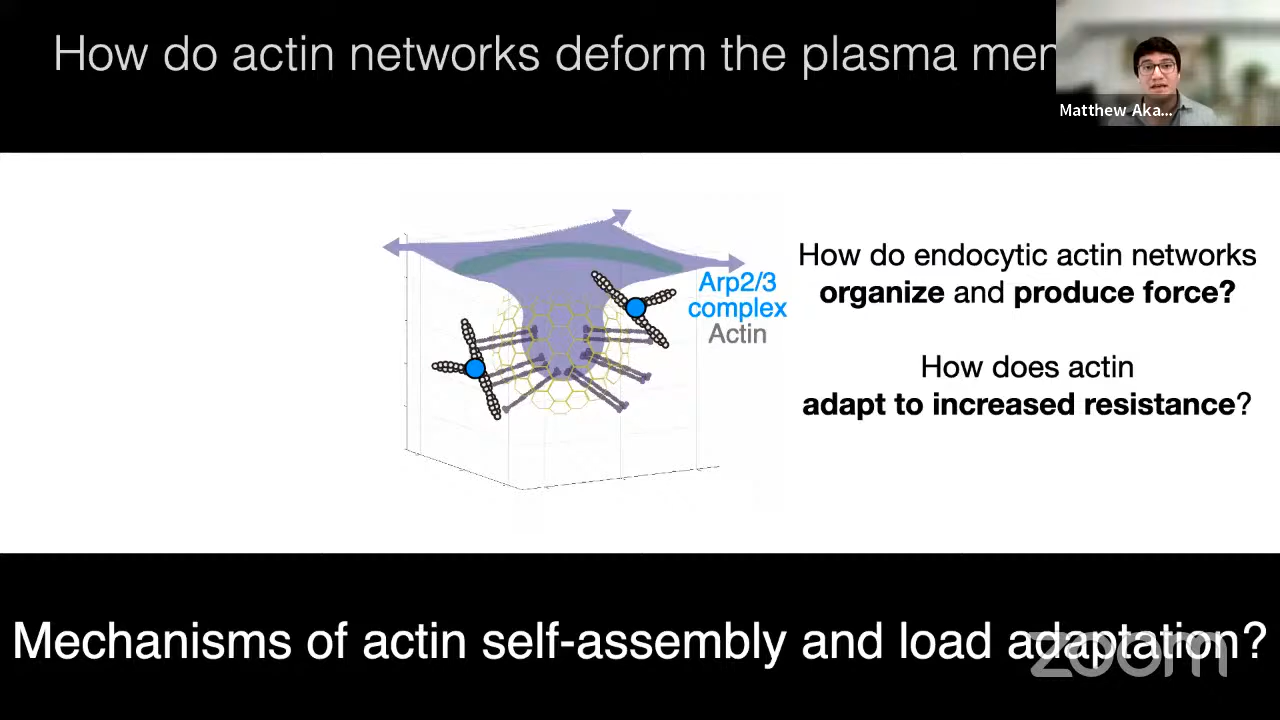 How do actin networks deform the plasma mem
Matthew Aka...
Arp2/3
complex
Actin
How do endocytic actin networks
organize and produce force?
How does actin
adapt to increased resistance?
Mechanisms of actin self-assembly and load adaptation?
zoom